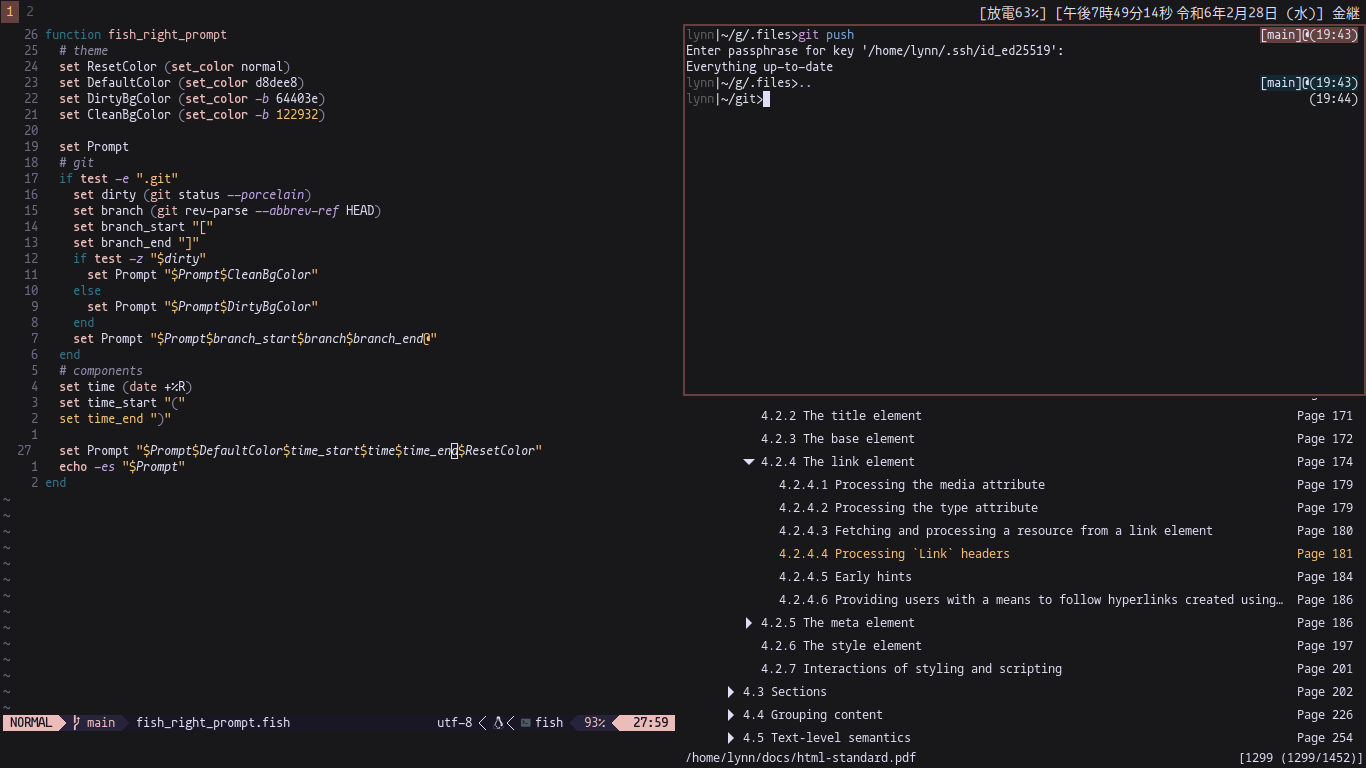 1 2
[放電63%] [午後7時49分14秒 令和6年2月28日 (水)] 金継
26 function fish_right_prompt
25   # theme
24   set ResetColor (set_color normal)
23   set DefaultColor (set_color d8dee8)
22   set DirtyBgColor (set_color -b 64403e)
21   set CleanBgColor (set_color -b 122932)
20
19   set Prompt
18   # git
17   if test -e ".git"
16     set dirty (git status --porcelain)
15     set branch (git rev-parse --abbrev-ref HEAD)
14     set branch_start "["
13     set branch_end "]"
12     if test -z "$dirty"
11       set Prompt "$Prompt$CleanBgColor"
10     else
9       set Prompt "$Prompt$DirtyBgColor"
8     end
7     set Prompt "$Prompt$branch_start$branch$branch_end@"
6   end
5   # components
4   set time (date +%R)
3   set time_start "("
2   set time_end ")"
1
27   set Prompt "$Prompt$DefaultColor$time_start$time$time_end$ResetColor"
1   echo -es "$Prompt"
2 end
~
~
~
~
~
~
~
~
~
~
~
~
~
~
NORMAL main fish_right_prompt.fish utf-8 < < fish 93% 27:59
lynn|~/g/.files>git push [main]@(19:43)
Enter passphrase for key '/home/lynn/.ssh/id_ed25519':
Everything up-to-date
lynn|~/g/.files>.. [main]@(19:43)
lynn|~/git> (19:44)
4.2.2 The title element Page 171
4.2.3 The base element Page 172
4.2.4 The link element Page 174
4.2.4.1 Processing the media attribute Page 179
4.2.4.2 Processing the type attribute Page 179
4.2.4.3 Fetching and processing a resource from a link element Page 180
4.2.4.4 Processing `Link` headers Page 181
4.2.4.5 Early hints Page 184
4.2.4.6 Providing users with a means to follow hyperlinks created using… Page 186
4.2.5 The meta element Page 186
4.2.6 The style element Page 197
4.2.7 Interactions of styling and scripting Page 201
4.3 Sections Page 202
4.4 Grouping content Page 226
4.5 Text-level semantics Page 254
/home/lynn/docs/html-standard.pdf [1299 (1299/1452)]